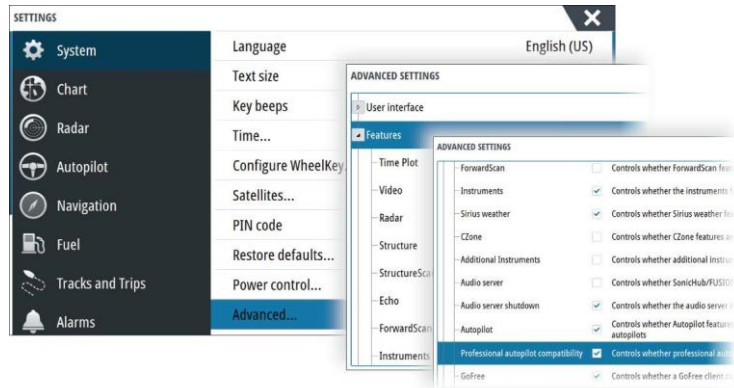 SETTINGS
System
Chart
Radar
Autopilot
Navigation
Fuel
Tracks and Trips
Alarms
Language English (US)
Text size
Key beeps
Time...
Configure WheelKey
Satellites...
PIN code
Restore defaults...
Power control...
Advanced...
ADVANCED SETTINGS
User interface
Features
Time Plot
Video
Radar
Structure
StructureSca
Echo
ForwardScan
Instruments
ADVANCED SETTINGS
ForwardScan Controls whether ForwardScan fea
Instruments Controls whether the instruments
Sirius weather Controls whether Sirius weather fe
CZone Controls whether CZone features a
Additional Instruments Controls whether additional instru
Audio server Controls whether SonicHub/FUSIO
Audio server shutdown Controls whether the audio server
Autopilot Controls whether Autopilot feature
autopilots
Professional autopilot compatibility Controls whether professional auto
GoFree Controls whether a GoFree client